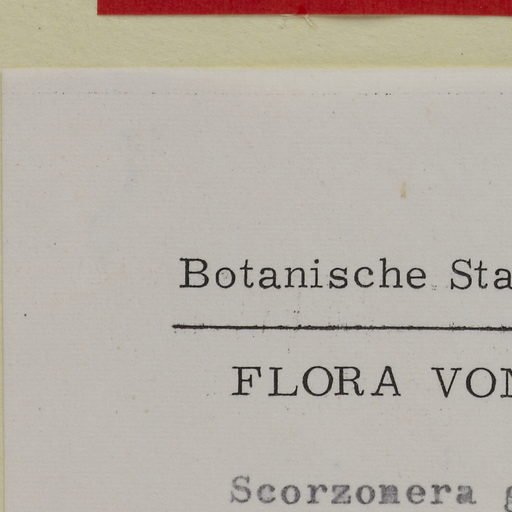 Botanische Sta
FLORA VON
Scorzonera g